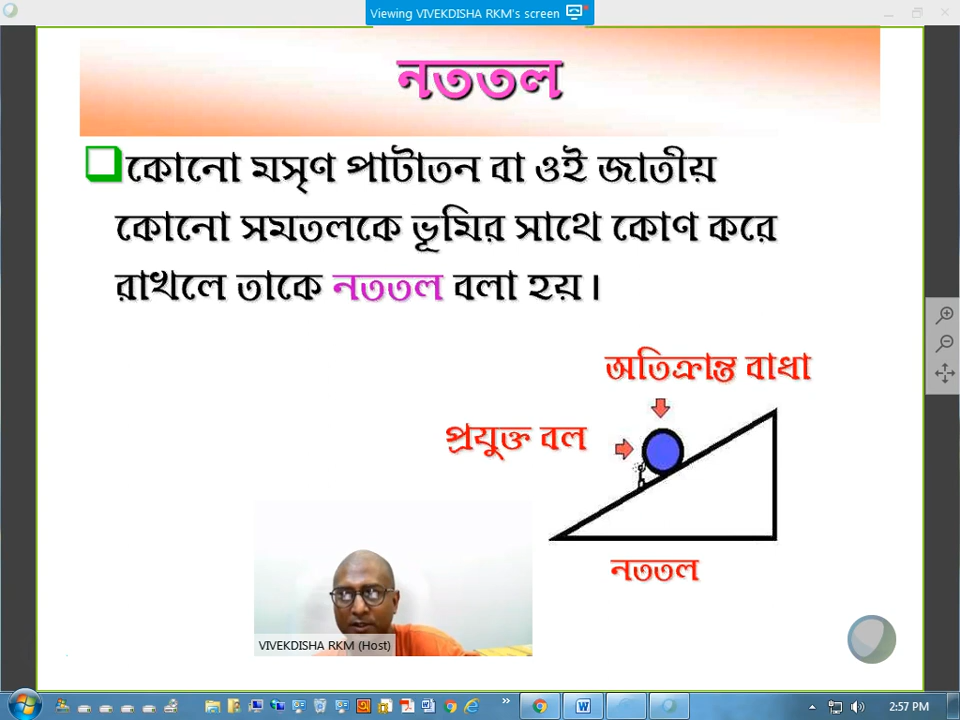 Viewing VIVEKDISHA RKM's screen
নততল
কোনো মসৃণ পাটাতন বা ওই জাতীয়
কোনো সমতলকে ভূমির সাথে কোণ করে
রাখলে তাকে নততল বলা হয়।
অতিক্রান্ত বাধা
প্রযুক্ত বল
নততল
VIVEKDISHA RKM (Host)
2:57 PM